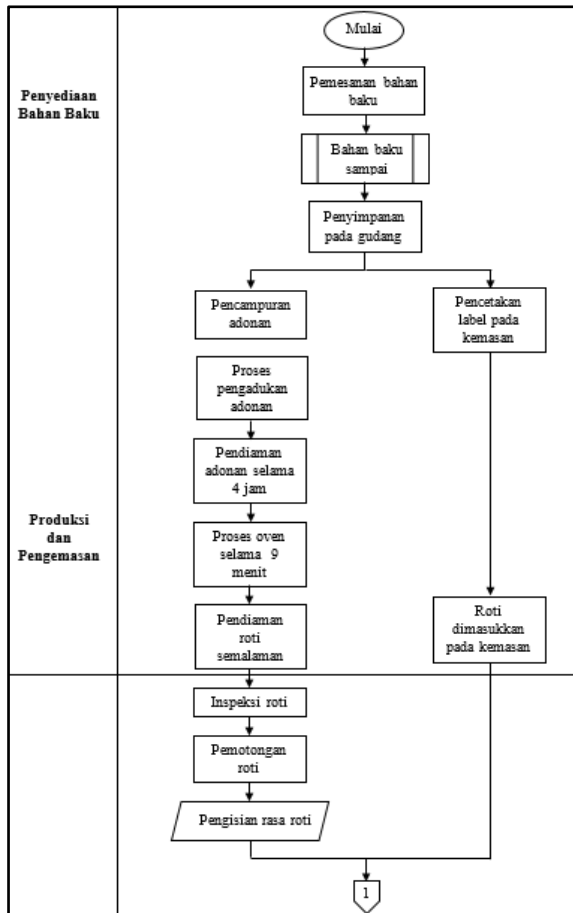 Mulai
Pemesanan bahan
baku
Penyediaan
Bahan Baku
Bahan baku
sampai
Penyimpanan
pada gudang
Pencampuran
adonan
Pencetakan
label pada
kemasan
Proses
pengadukan
adonan
Pendiaman
adonan selama
4 jam
Produksi
dan
Pengemasan
Proses oven
selama 9
menit
Pendiaman
roti
semalaman
Roti
dimasukkan
pada kemasan
Inspeksi roti
Pemotongan
roti
Pengisian rasa roti
1